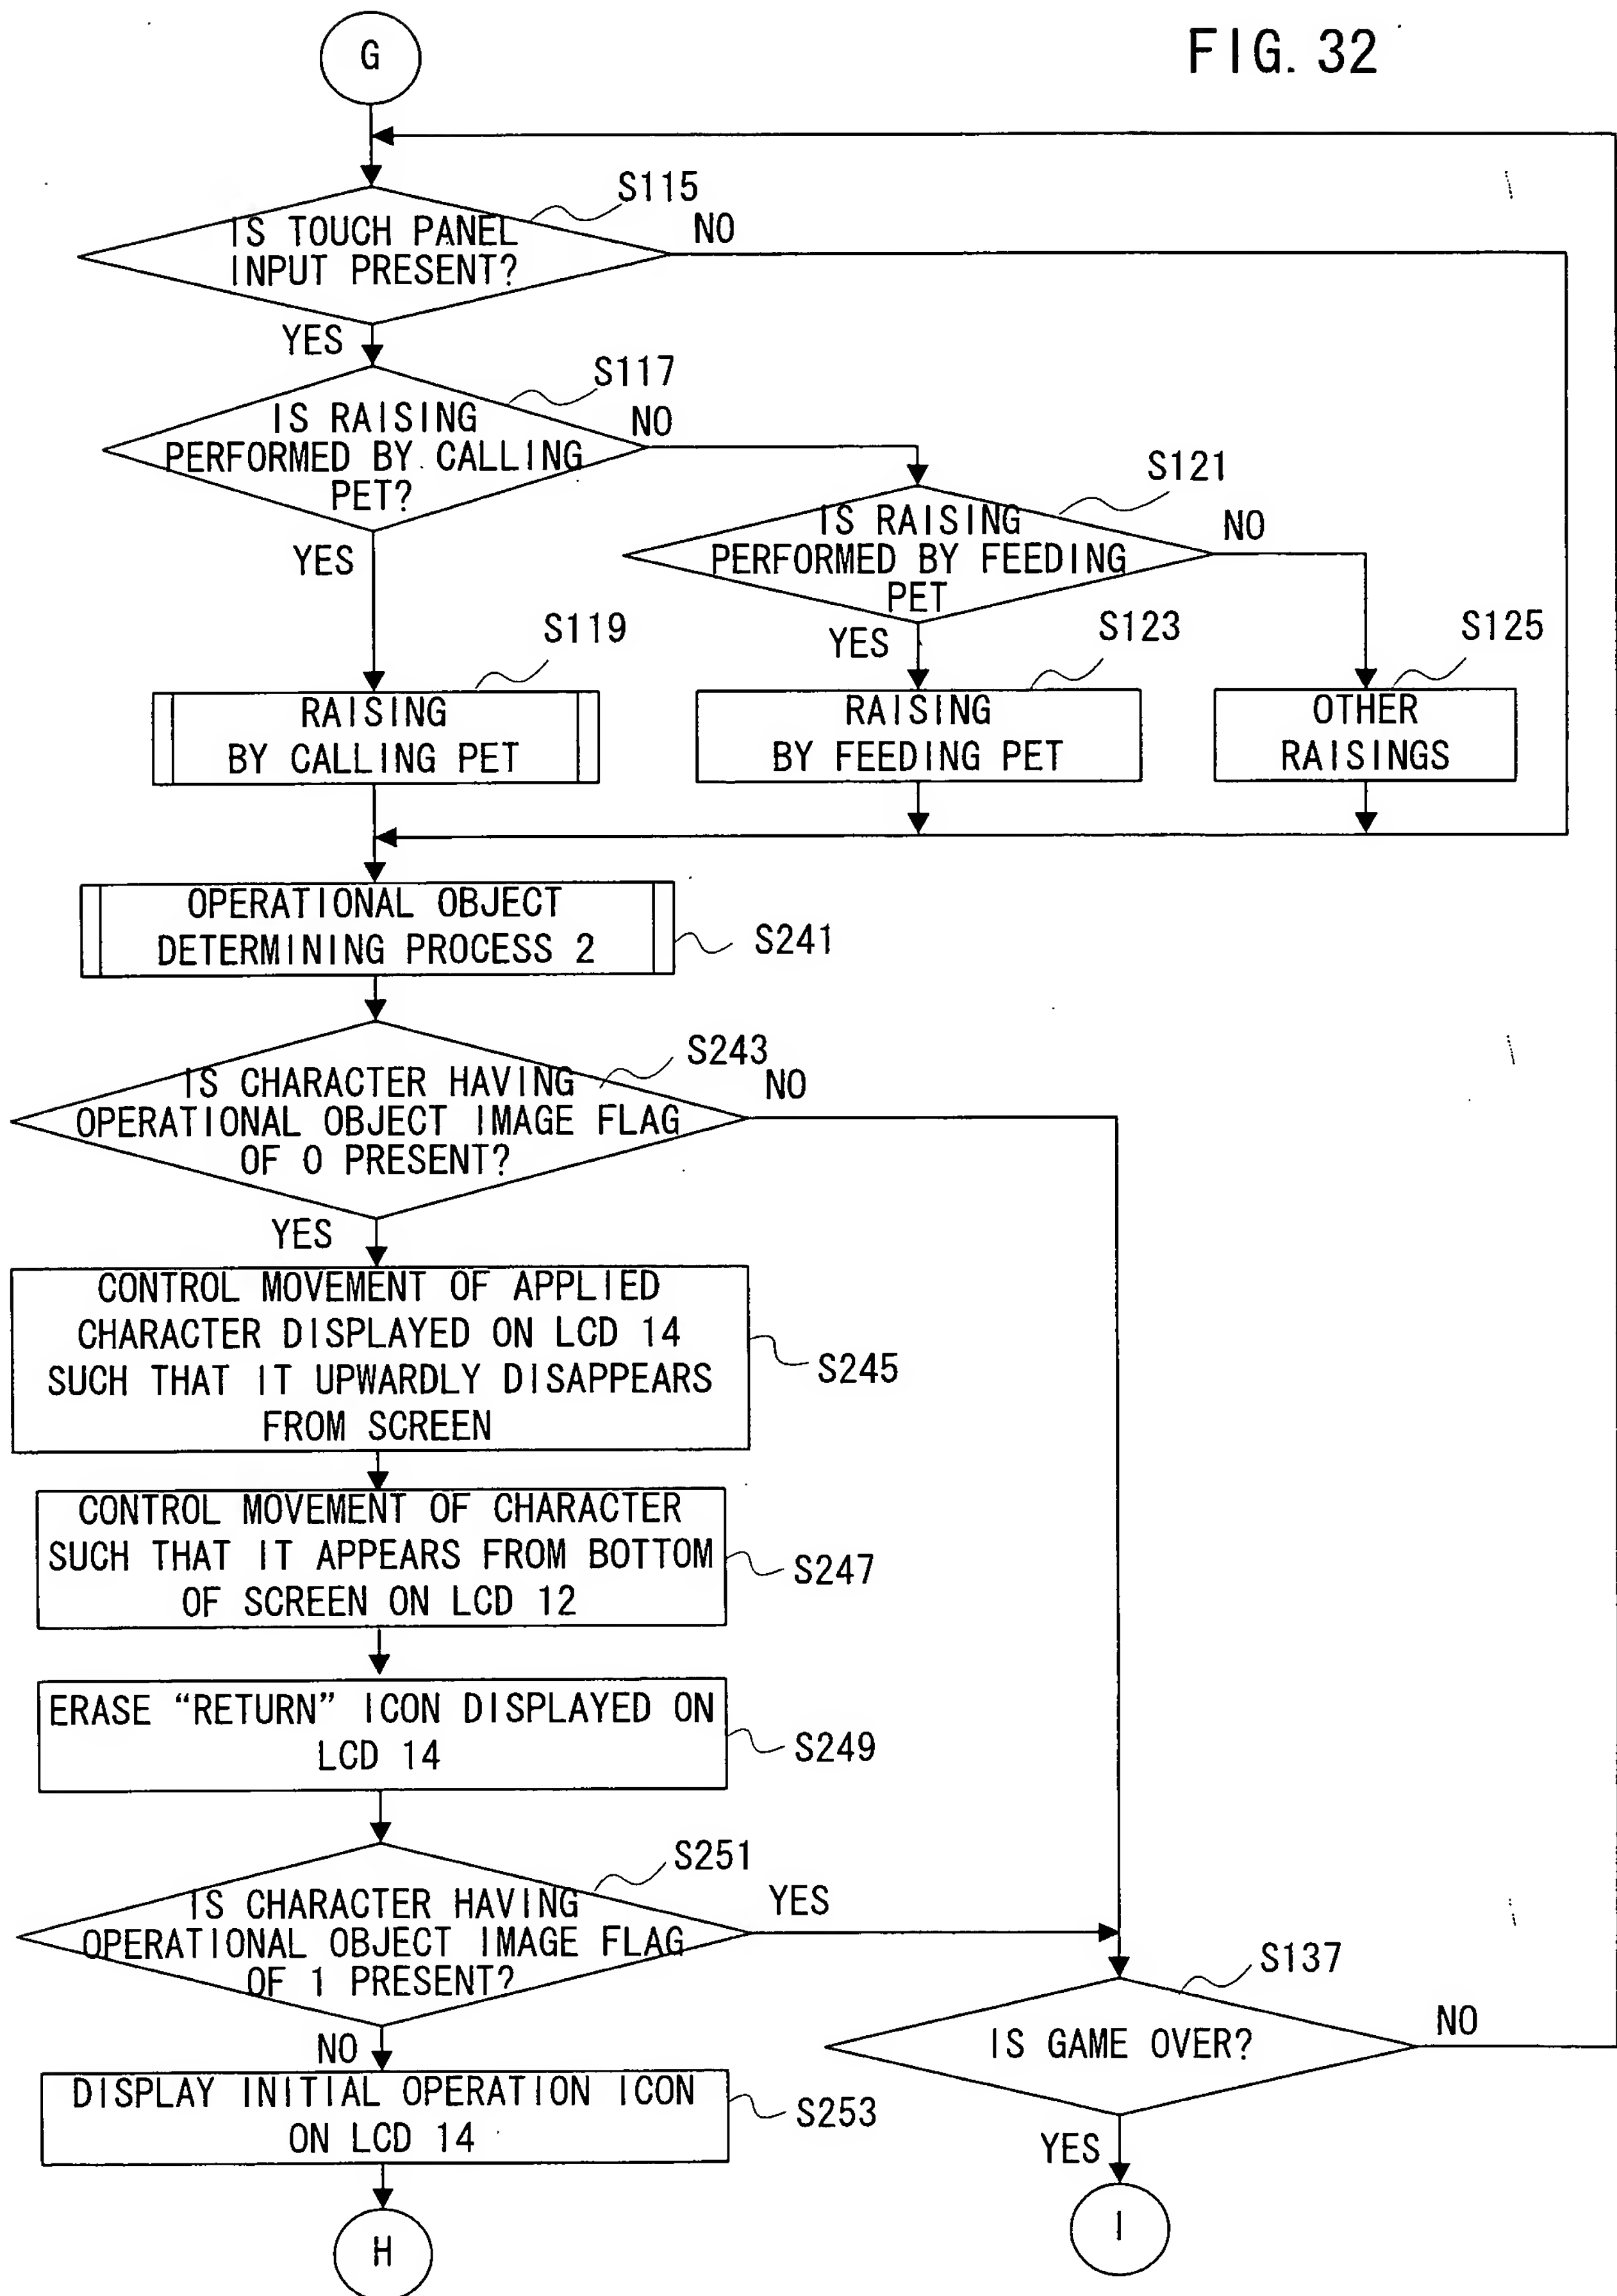 FIG. 32
G
S115
IS TOUCH PANEL
INPUT PRESENT?
NO
YES
S117
IS RAISING
PERFORMED BY CALLING
PET?
NO
YES
S121
IS RAISING
PERFORMED BY FEEDING
PET
NO
YES
S119
RAISING
BY CALLING PET
S123
RAISING
BY FEEDING PET
S125
OTHER
RAISINGS
OPERATIONAL OBJECT
DETERMINING PROCESS 2
S241
S243
IS CHARACTER HAVING
OPERATIONAL OBJECT IMAGE FLAG
OF 0 PRESENT?
NO
YES
CONTROL MOVEMENT OF APPLIED
CHARACTER DISPLAYED ON LCD 14
SUCH THAT IT UPWARDLY DISAPPEARS
FROM SCREEN
S245
CONTROL MOVEMENT OF CHARACTER
SUCH THAT IT APPEARS FROM BOTTOM
OF SCREEN ON LCD 12
S247
ERASE “RETURN” ICON DISPLAYED ON
LCD 14
S249
S251
IS CHARACTER HAVING
OPERATIONAL OBJECT IMAGE FLAG
OF 1 PRESENT?
YES
NO
S137
IS GAME OVER?
NO
YES
DISPLAY INITIAL OPERATION ICON
ON LCD 14
S253
H
I